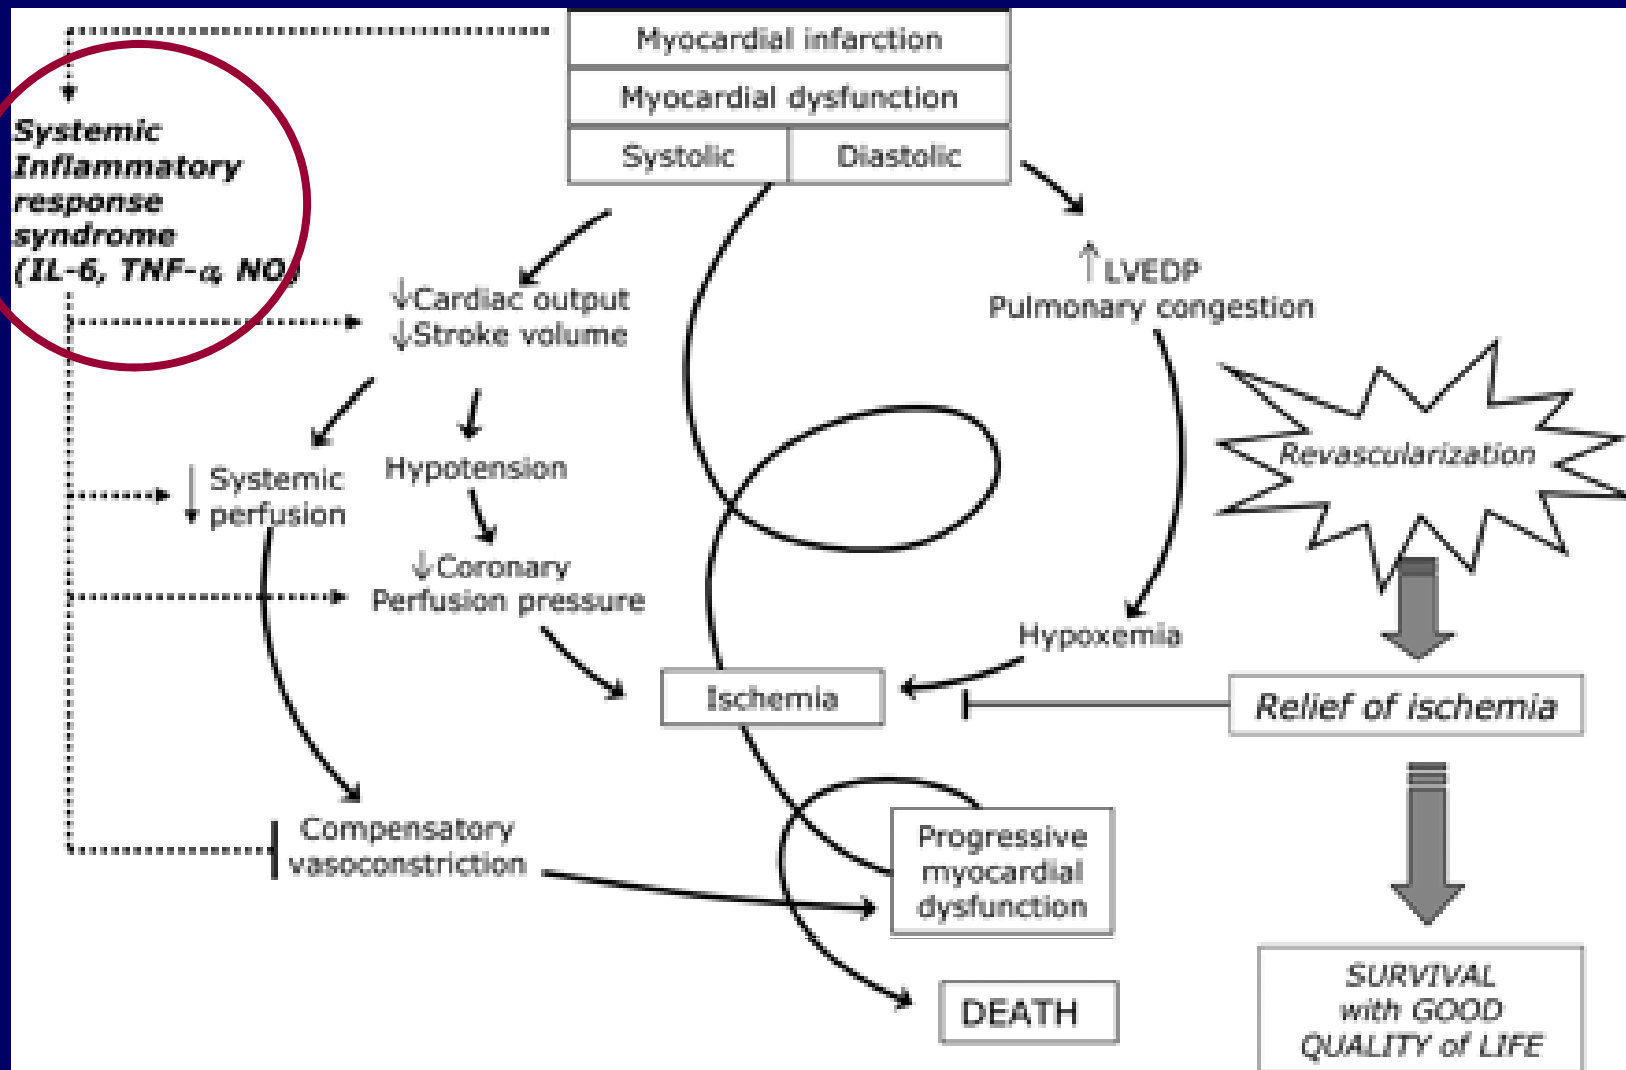 Myocardial infarction
Myocardial dysfunction
Systolic
Diastolic
Systemic
Inflammatory
response
syndrome
(IL-6, TNF-α, NO)
↓Cardiac output
↓Stroke volume
↑LVEDP
Pulmonary congestion
Revascularization
↓ Systemic
perfusion
Hypotension
↓Coronary
Perfusion pressure
Hypoxemia
Ischemia
Relief of ischemia
Compensatory
vasoconstriction
Progressive
myocardial
dysfunction
DEATH
SURVIVAL
with GOOD
QUALITY of LIFE